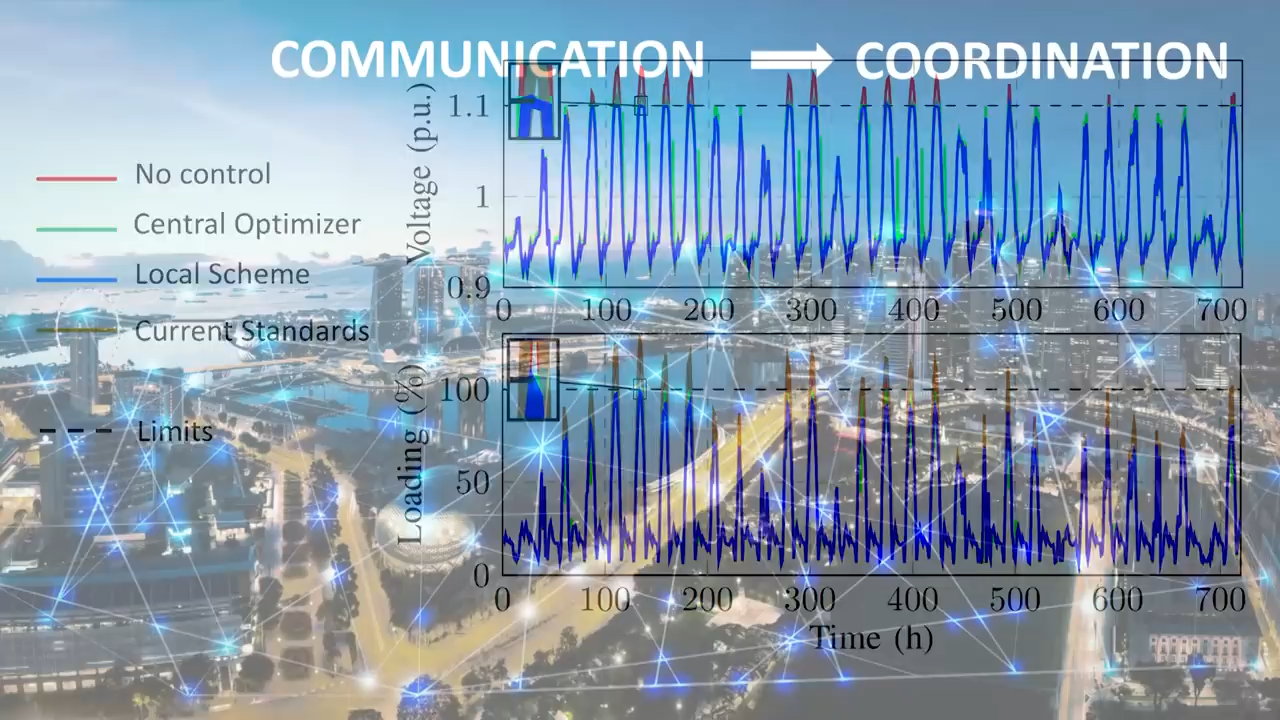 COMMUNICATION → COORDINATION
No control
Central Optimizer
Local Scheme
Current Standards
Limits
Voltage (p.u.)
1.1
1
0.9
0 100 200 300 400 500 600 700
Loading (%)
100
50
0
0 100 200 300 400 500 600 700
Time (h)